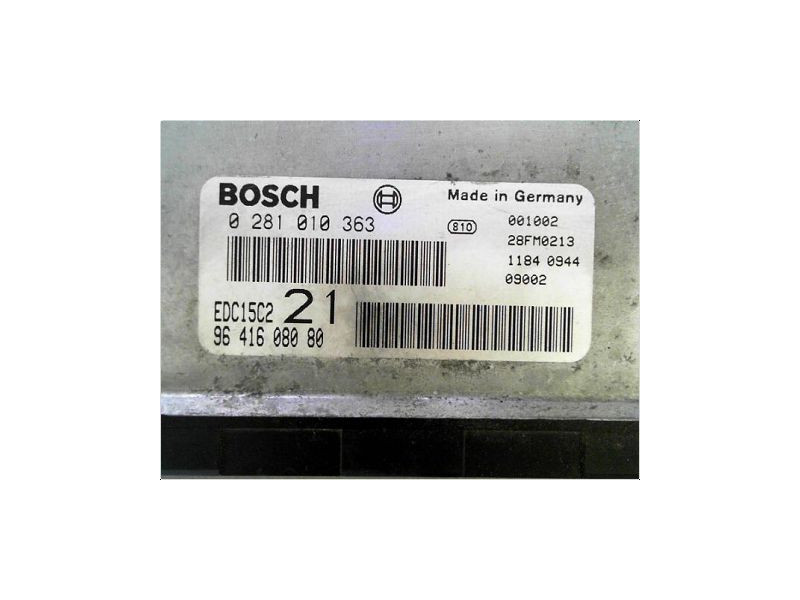 BOSCH
Made in Germany
0 281 010 363
810
001002
28FM0213
1184 0944
09002
EDC15C2 21
96 416 080 80